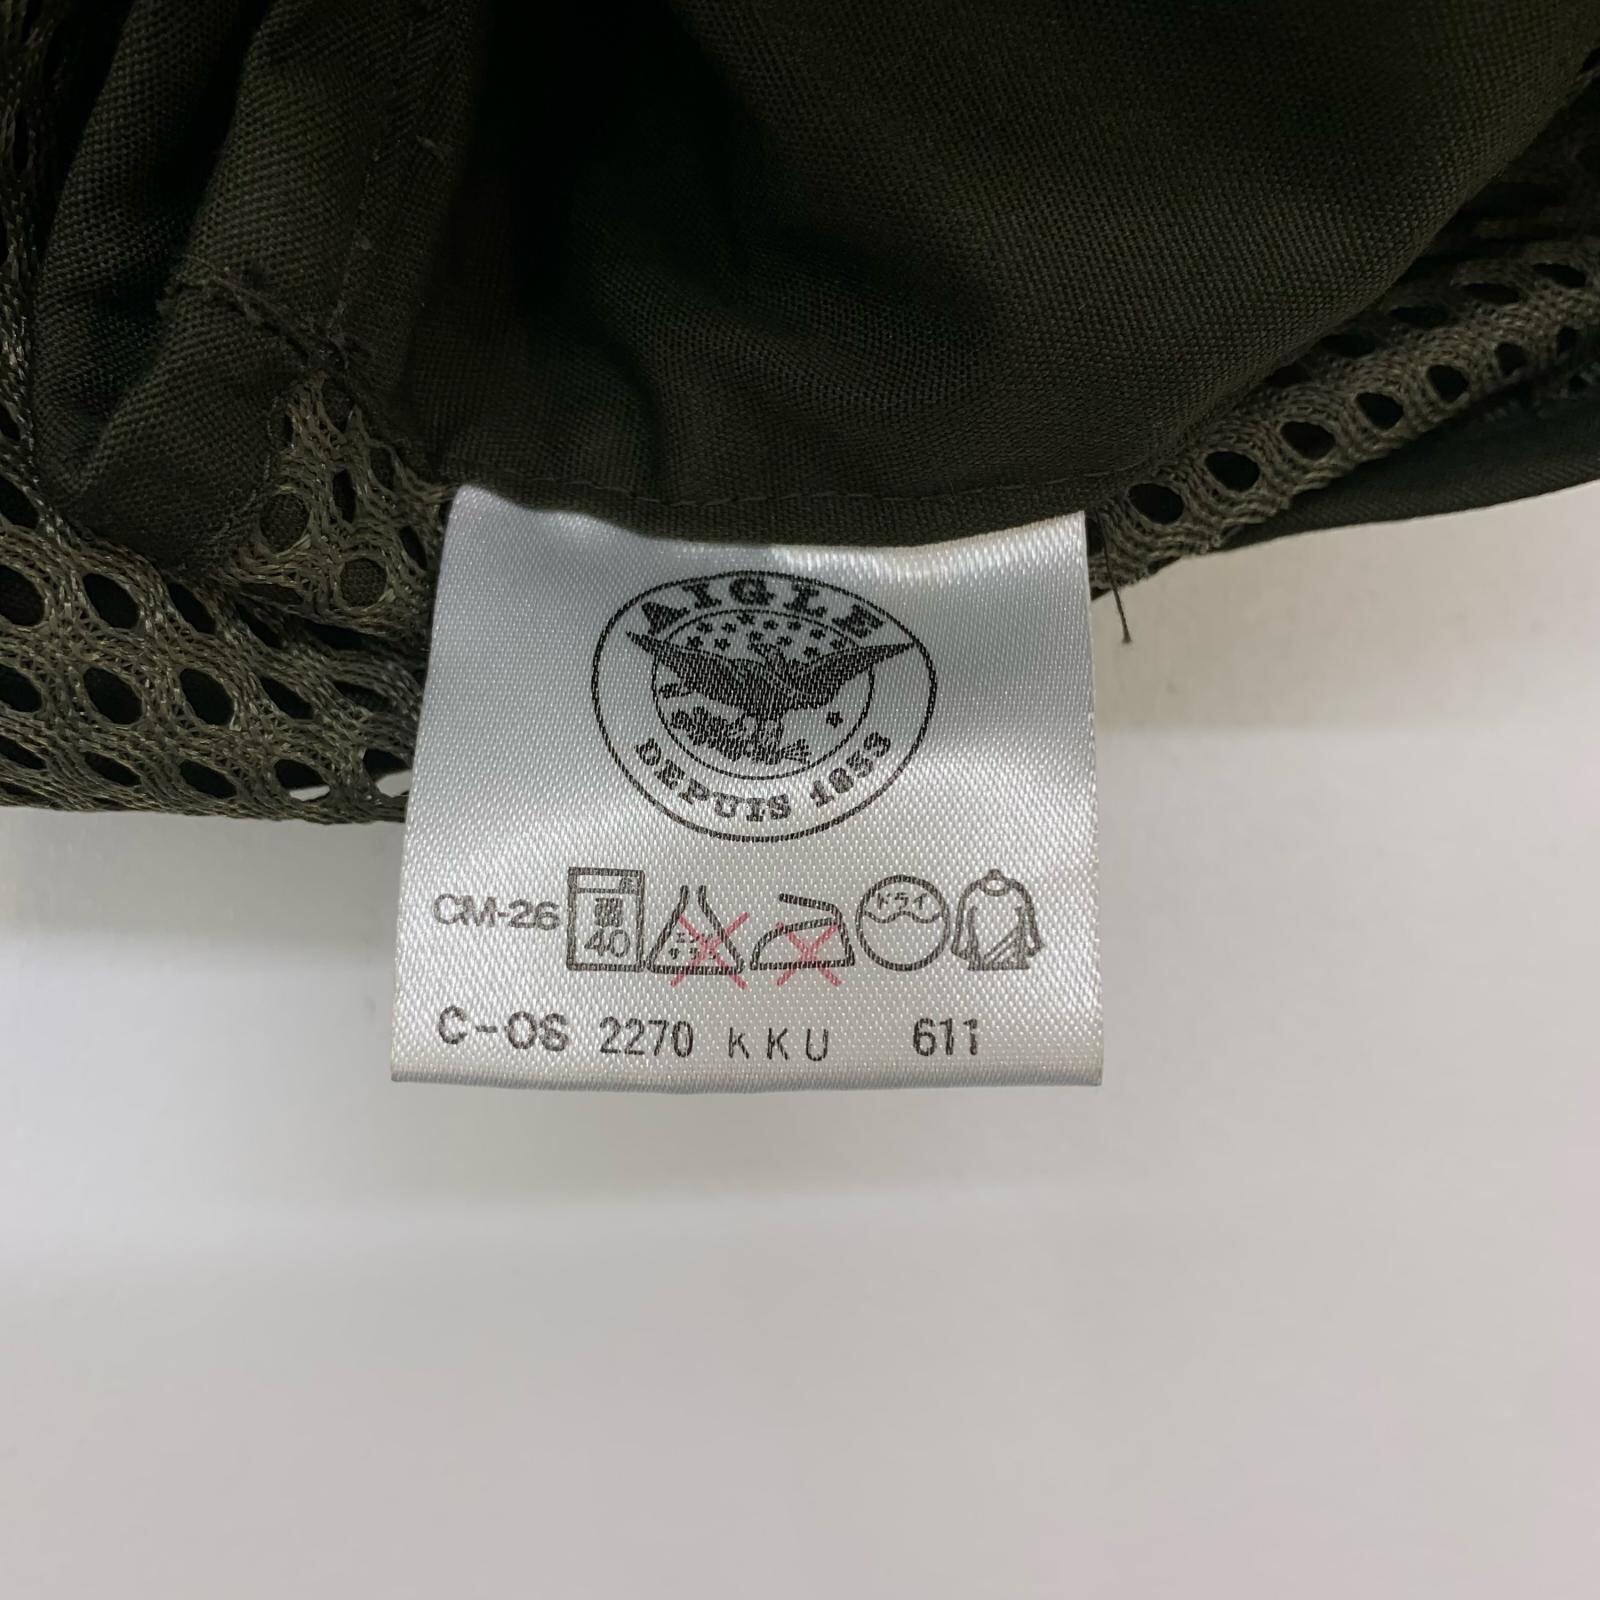 AIGLE
DEPUIS 1853
CM-26 40 ドライ
C-OS 2270 KKU 611